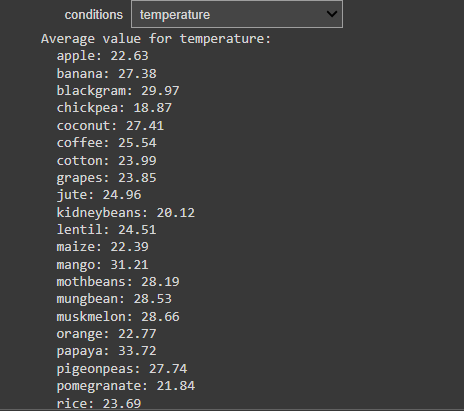 conditions temperature
Average value for temperature:
apple: 22.63
banana: 27.38
blackgram: 29.97
chickpea: 18.87
coconut: 27.41
coffee: 25.54
cotton: 23.99
grapes: 23.85
jute: 24.96
kidneybeans: 20.12
lentil: 24.51
maize: 22.39
mango: 31.21
mothbeans: 28.19
mungbean: 28.53
muskmelon: 28.66
orange: 22.77
papaya: 33.72
pigeonpeas: 27.74
pomegranate: 21.84
rice: 23.69